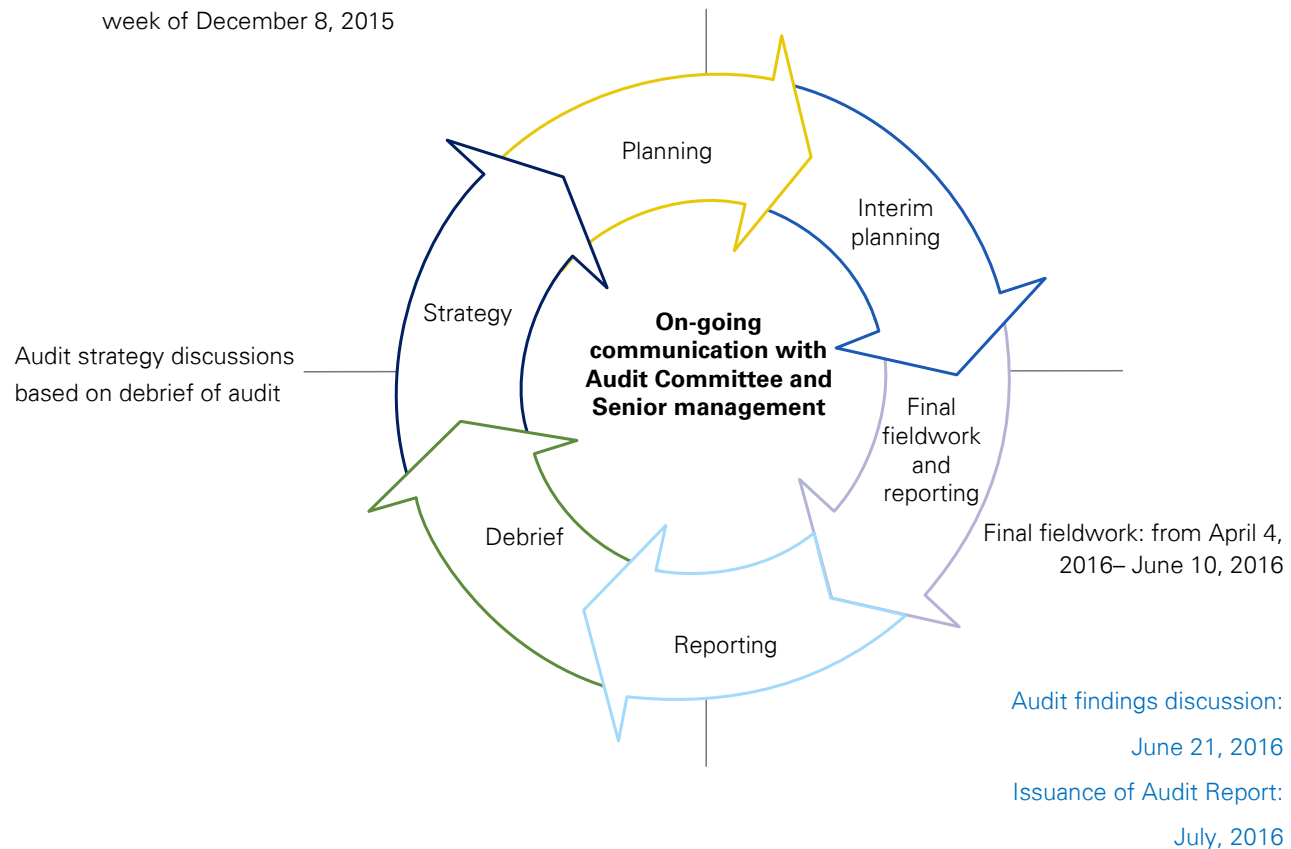 week of December 8, 2015
Planning
Interim
planning
Strategy
On-going
communication with
Audit Committee and
Senior management
Audit strategy discussions
based on debrief of audit
Final
fieldwork
and
reporting
Final fieldwork: from April 4,
2016– June 10, 2016
Debrief
Reporting
Audit findings discussion:
June 21, 2016
Issuance of Audit Report:
July, 2016